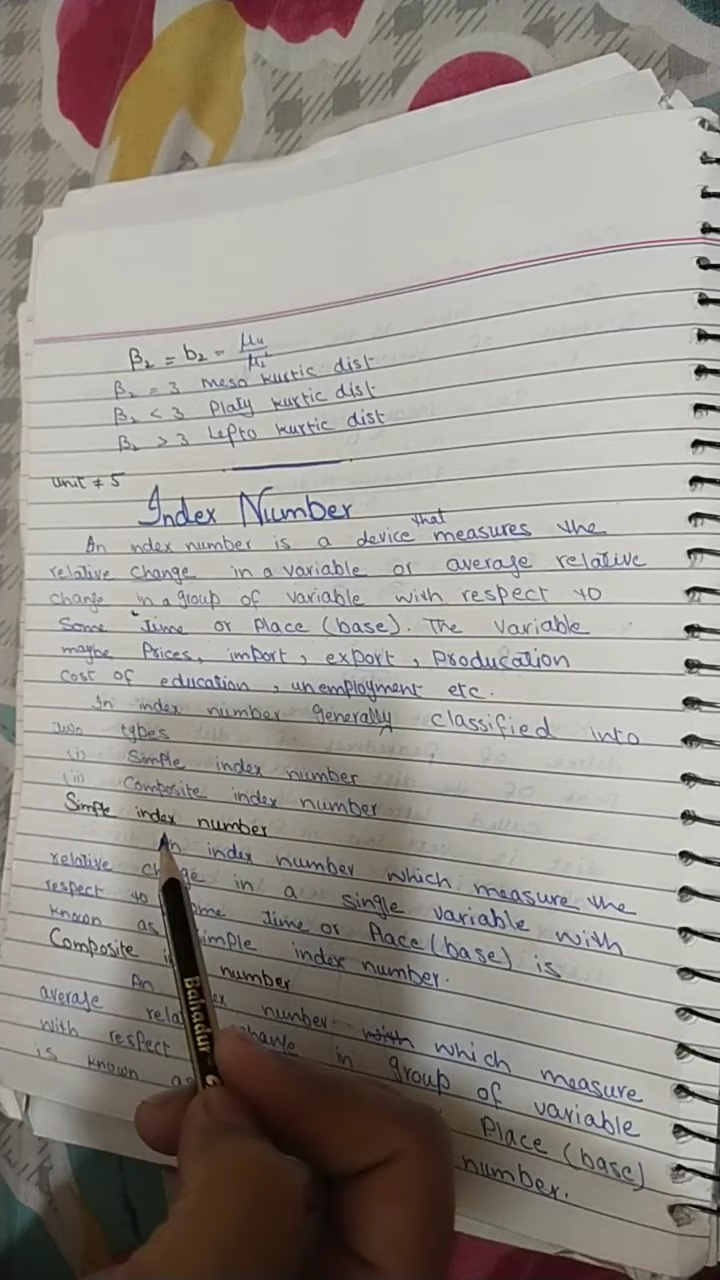 β₂ = b₂ = μ₄/μ₂²
β₂ = 3 meso kurtic dist
β₂ < 3 Platy kurtic dist
β₂ > 3 Lepto kurtic dist
unit # 5
Index Number
An index number is a device that measures the
relative change in a variable or average relative
change in a group of variable with respect to
Some Time or Place (base). The variable
maybe Prices, import, export, Producation
Cost of education, unemployment etc.
In index number generally classified into
two types
(i) Simple index number
(ii) Composite index number
Simple index number
An index number which measure the
relative change in a single variable with
respect to Time or Place (base) is
known as simple index number.
Composite number
An number with which measure
average change in group of variable
with respect Place (base)
is known as number.
Bahadur